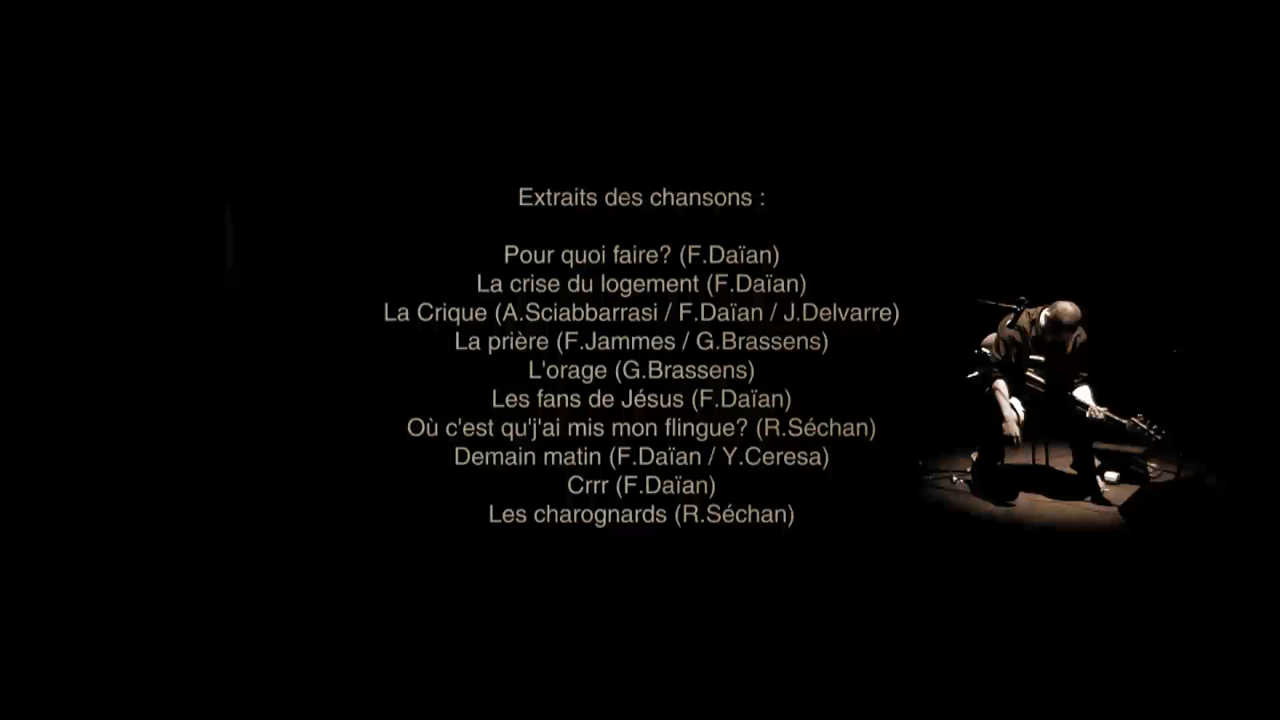 Extraits des chansons :
Pour quoi faire? (F.Daïan)
La crise du logement (F.Daïan)
La Crique (A.Sciabbarrasi / F.Daïan / J.Delvarre)
La prière (F.Jammes / G.Brassens)
L'orage (G.Brassens)
Les fans de Jésus (F.Daïan)
Où c'est qu'j'ai mis mon flingue? (R.Séchan)
Demain matin (F.Daïan / Y.Ceresa)
Crrr (F.Daïan)
Les charognards (R.Séchan)